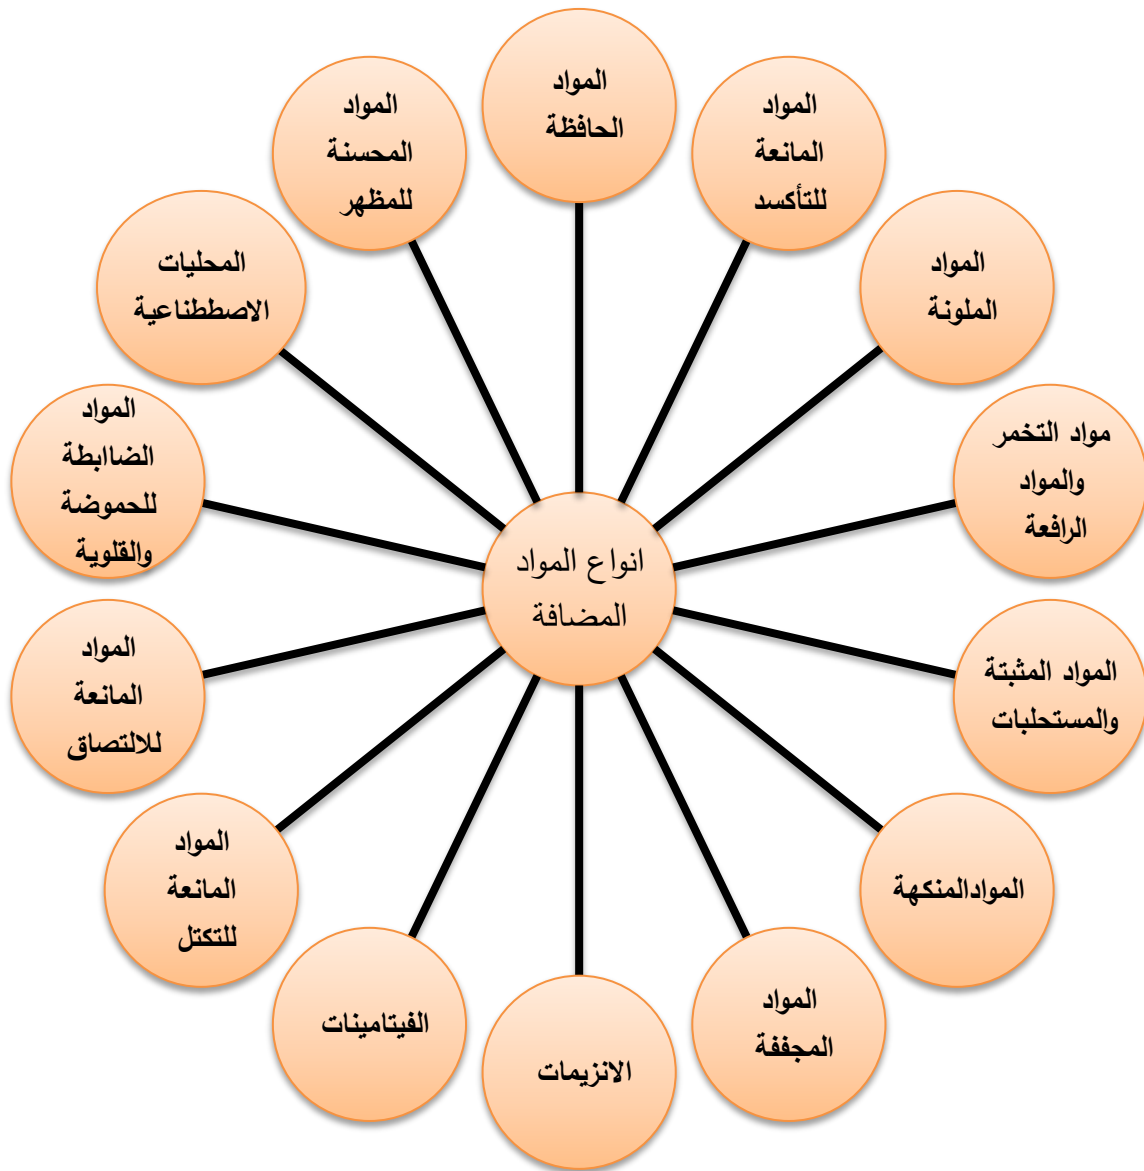 المواد
الحافظة
المواد
المانعة
للتأكسد
المواد
الملونة
مواد التخمر
والمواد
الرافعة
المواد المثبتة
والمستحلبات
الموادالمنكهة
المواد
المجففة
الانزيمات
الفيتامينات
المواد
المانعة
للتكتل
المواد
المانعة
للالتصاق
المواد
الضاابطة
للحموضة
والقلوية
المحليات
الاصططناعية
المواد
المحسنة
للمظهر
انواع المواد
المضافة